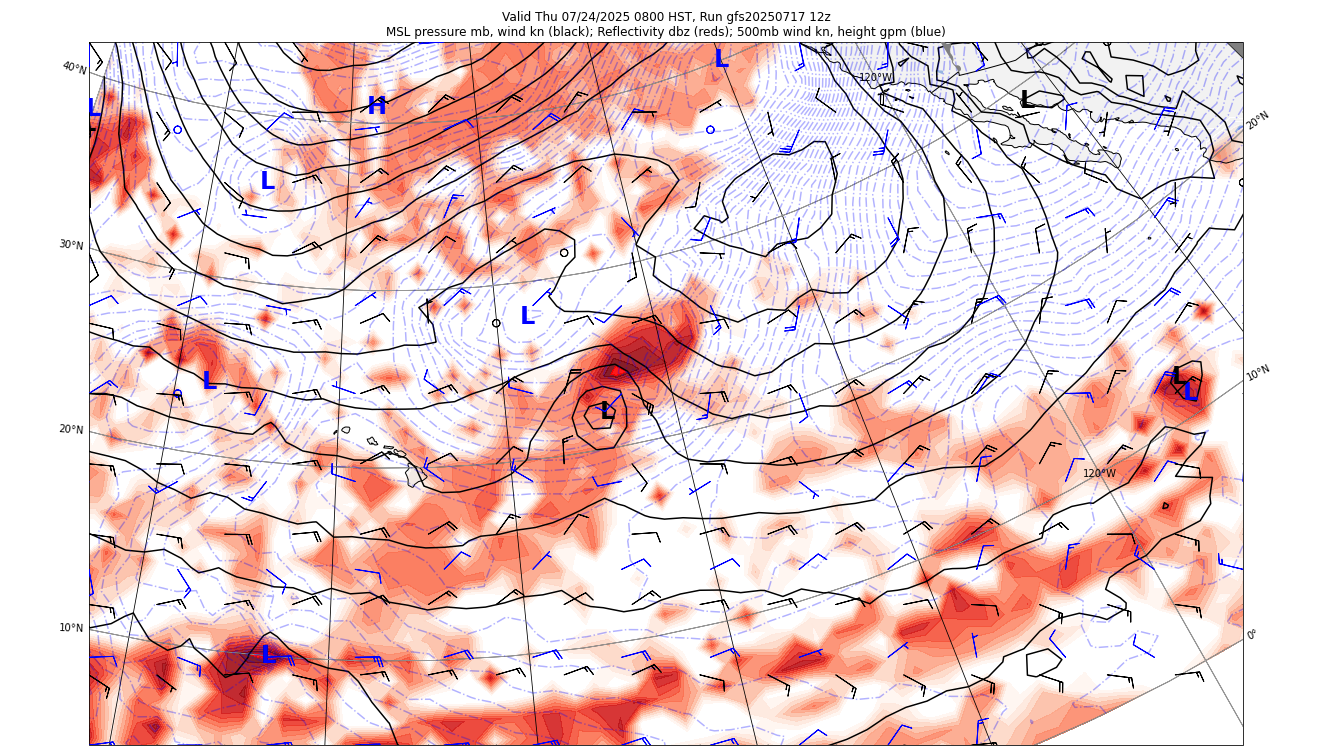 Valid Thu 07/24/2025 0800 HST, Run gfs20250717 12z
MSL pressure mb, wind kn (black); Reflectivity dbz (reds); 500mb wind kn, height gpm (blue)
L
40°N
120°W
H
L
L
20°N
L
30°N
L
10°N
L
L
L
L
20°N
120°W
10°N
0°
L